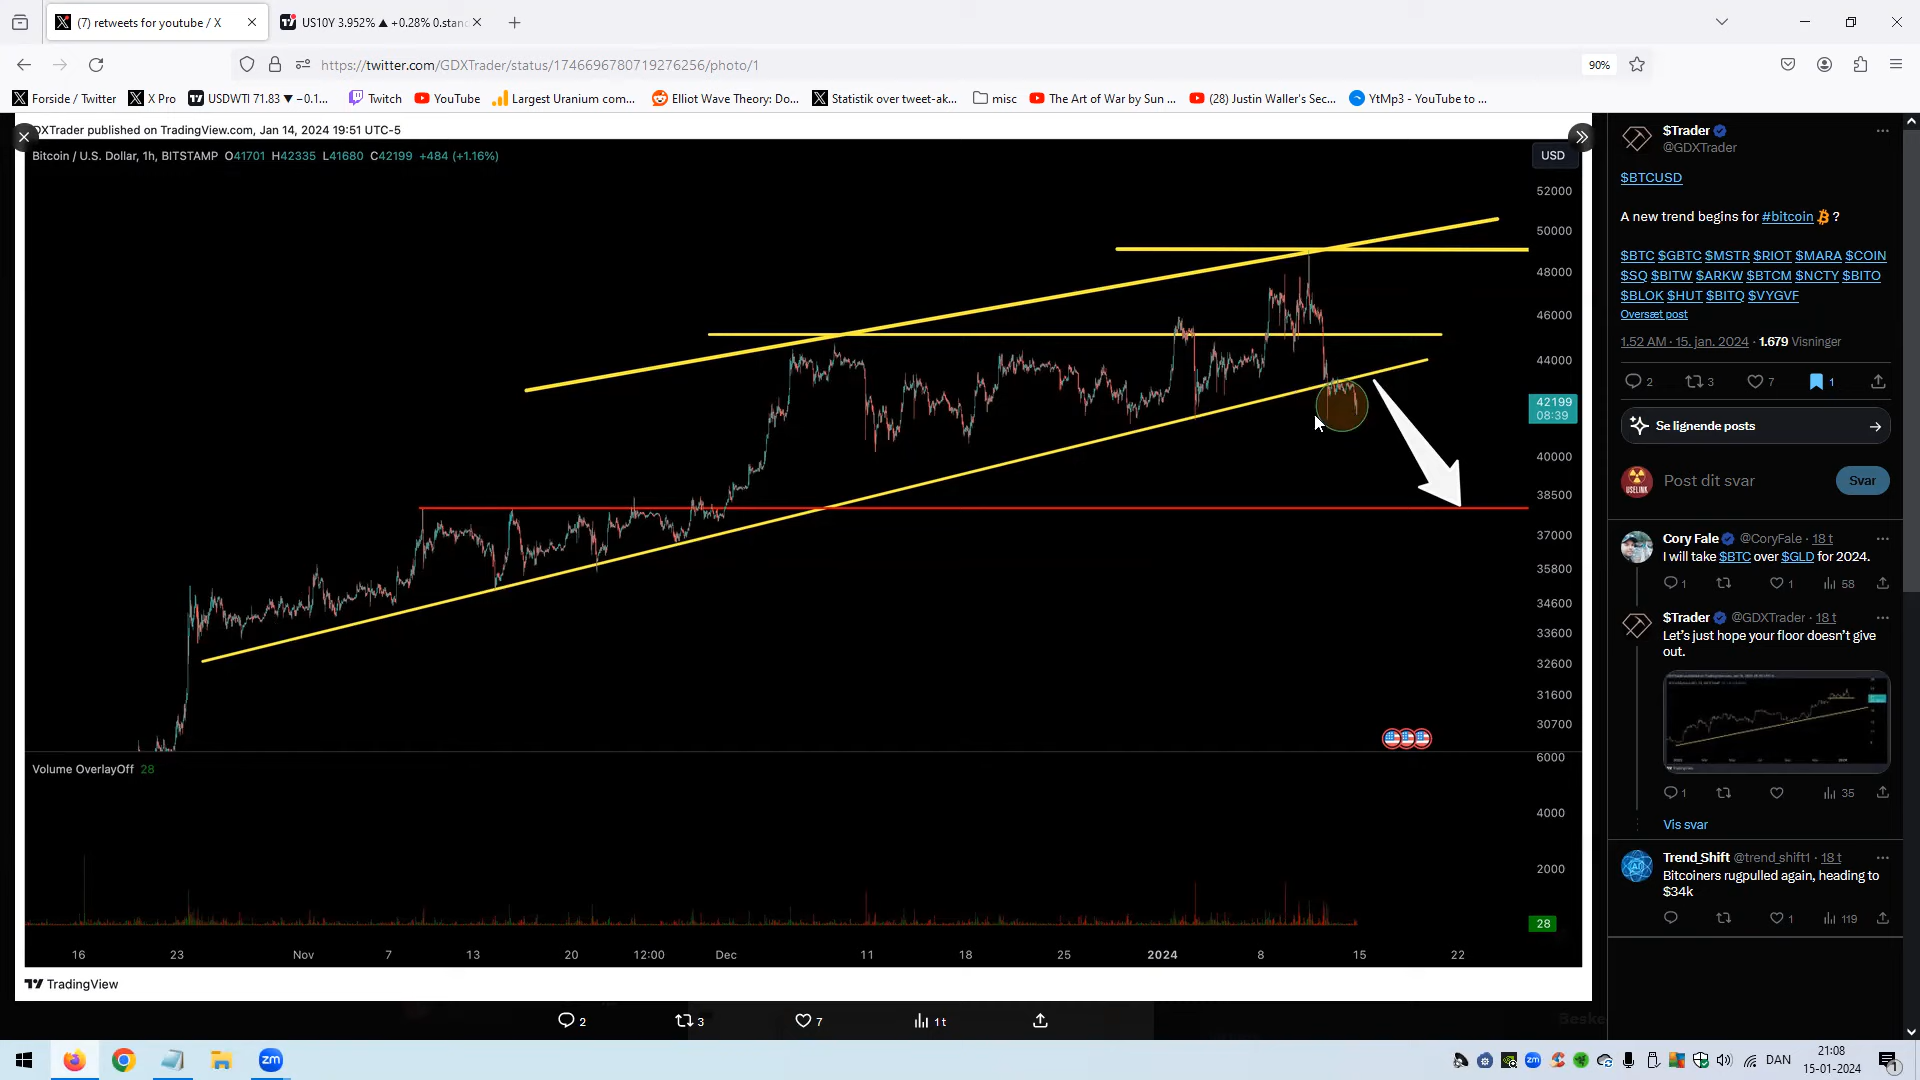 (7) retweets for youtube / X
US10Y 3.952% ▲ +0.28% 0.stan
https://twitter.com/GDXTrader/status/1746696780719276256/photo/1
90%
Forside / Twitter
X Pro
USDWTI 71.83 ▼ −0.1...
Twitch
YouTube
Largest Uranium com...
Elliot Wave Theory: Do...
Statistik over tweet-ak...
misc
The Art of War by Sun ...
(28) Justin Waller's Sec...
YtMp3 - YouTube to ...
DXTrader published on TradingView.com, Jan 14, 2024 19:51 UTC-5
Bitcoin / U.S. Dollar, 1h, BITSTAMP O41701 H42335 L41680 C42199 +484 (+1.16%)
USD
52000
50000
48000
46000
44000
42199
08:39
40000
38500
37000
35800
34600
33600
32600
31600
30700
6000
Volume OverlayOff 28
4000
2000
28
16 23 Nov 7 13 20 12:00 Dec 11 18 25 2024 8 15 22
TradingView
2 3 7 1t
$Trader
@GDXTrader
$BTCUSD
A new trend begins for #bitcoin ?
$BTC $GBTC $MSTR $RIOT $MARA $COIN
$SQ $BITW $ARKW $BTCM $NCTY $BITO
$BLOK $HUT $BITQ $VYGVF
Oversæt post
1.52 AM · 15. jan. 2024 · 1.679 Visninger
2 3 7 1
Se lignende posts
USELINK
Post dit svar
Svar
Cory Fale @CoryFale · 18 t
I will take $BTC over $GLD for 2024.
1 1 58
$Trader @GDXTrader · 18 t
Let's just hope your floor doesn't give
out.
1 35
Vis svar
Trend_Shift @trend_shift1 · 18 t
Bitcoiners rugpulled again, heading to
$34k
1 119
zm
DAN
21:08
15-01-2024